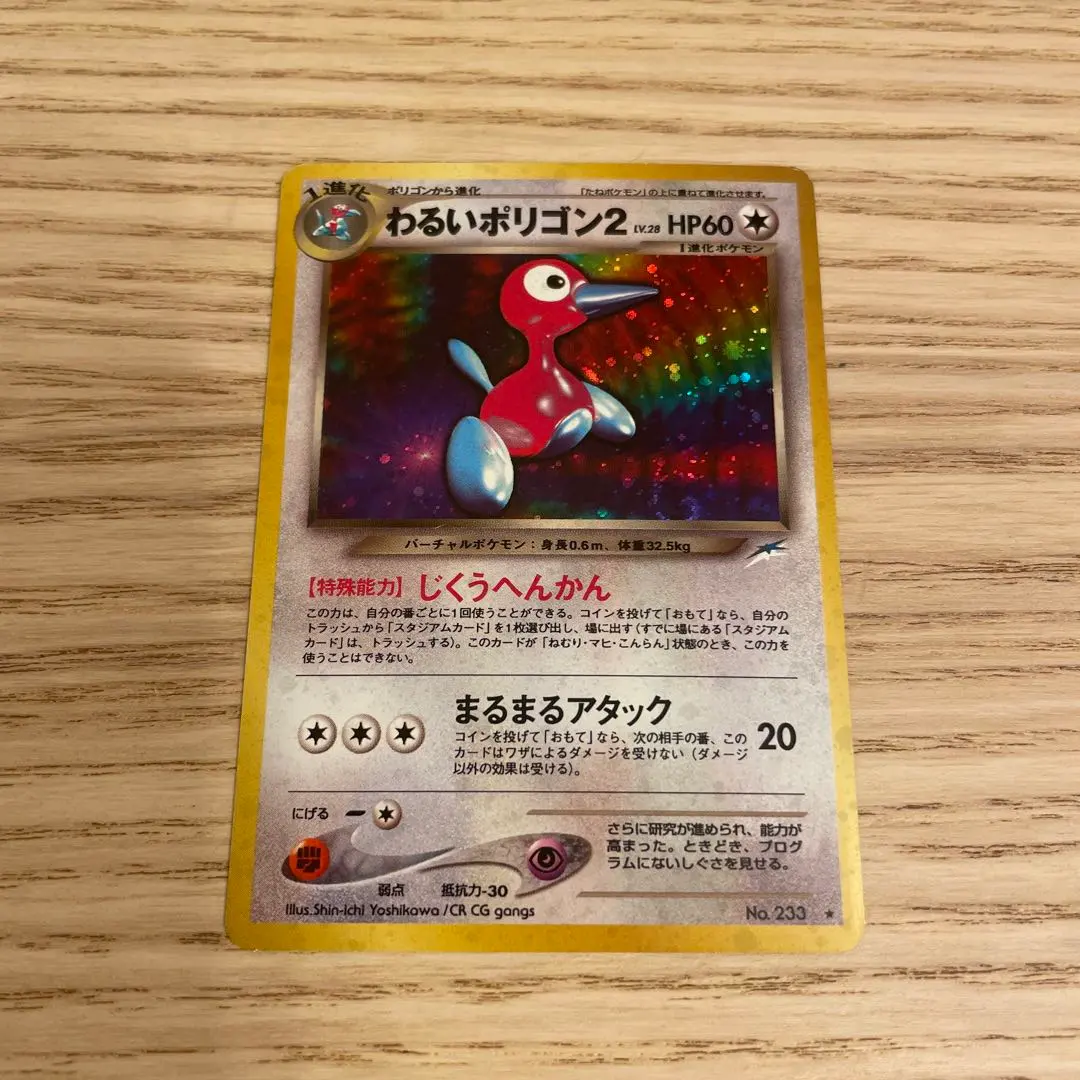 1進化
ポリゴンから進化
「たねポケモン」の上に重ねて進化させます。
わるいポリゴン2 LV.28 HP60
1進化ポケモン
バーチャルポケモン：身長0.6m、体重32.5kg
【特殊能力】じくうへんかん
この力は、自分の番ごとに1回使うことができる。コインを投げて「おもて」なら、自分の
トラッシュから「スタジアムカード」を1枚選び出し、場に出す(すでに場にある「スタジアム
カード」は、トラッシュする)。このカードが「ねむり・マヒ・こんらん」状態のとき、この力を
使うことはできない。
まるまるアタック
コインを投げて「おもて」なら、次の相手の番、この
カードはワザによるダメージを受けない（ダメージ
以外の効果は受ける）。
20
にげる
弱点
抵抗力-30
さらに研究が進められ、能力が
高まった。ときどき、プログ
ラムにないしぐさを見せる。
Illus.Shin-ichi Yoshikawa /CR CG gangs
No. 233 ★